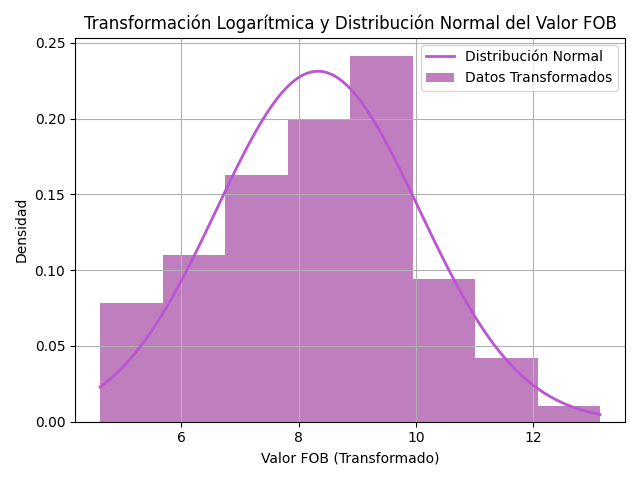 Transformación Logarítmica y Distribución Normal del Valor FOB
Distribución Normal
Datos Transformados
Densidad
0.25
0.20
0.15
0.10
0.05
0.00
6 8 10 12
Valor FOB (Transformado)